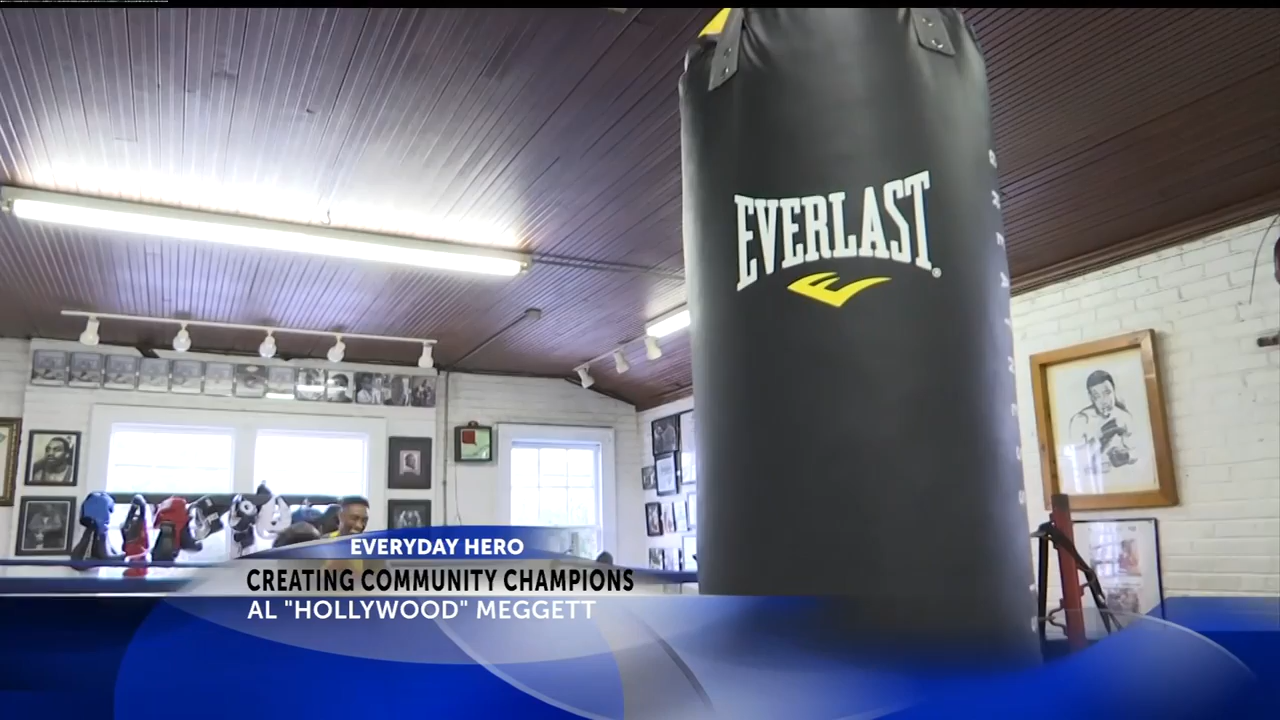 EVERLAST
EVERYDAY HERO
CREATING COMMUNITY CHAMPIONS
AL "HOLLYWOOD" MEGGETT